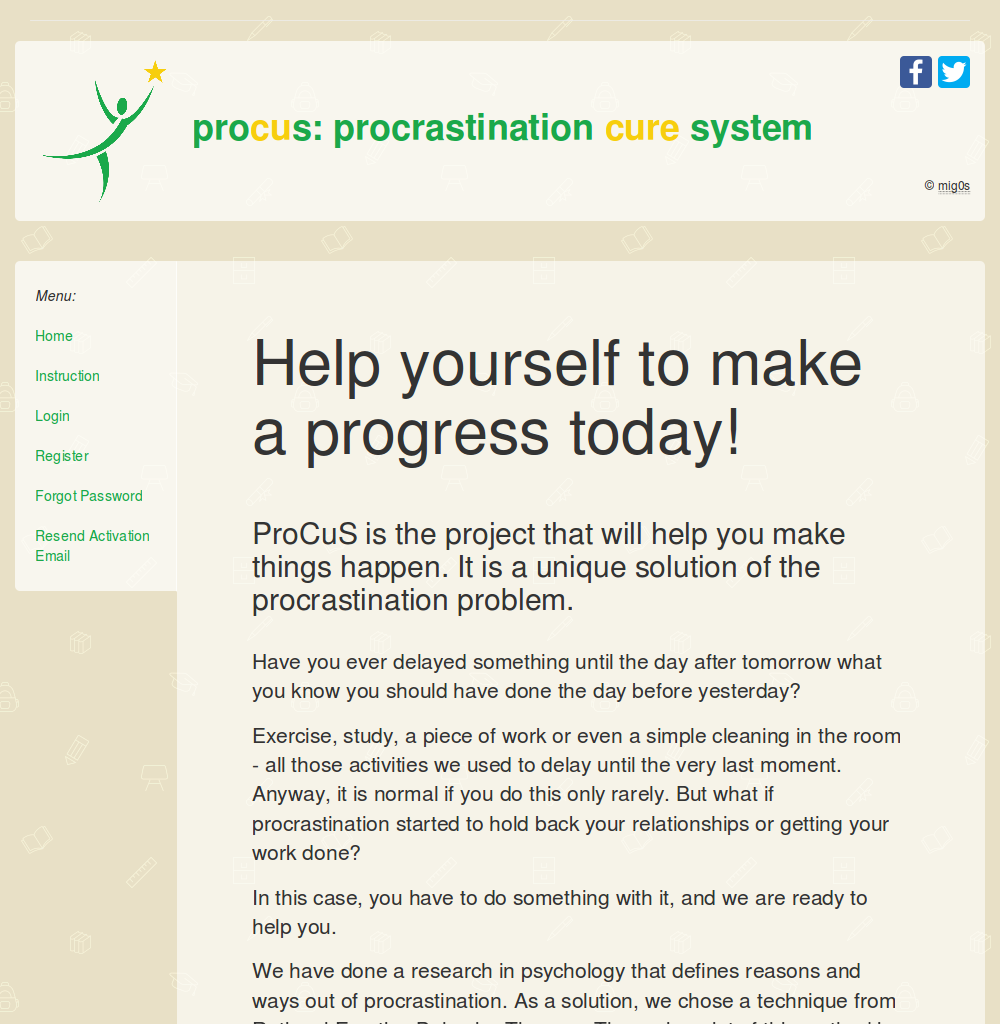 procus: procrastination cure system
© mig0s
Menu:
Home
Instruction
Login
Register
Forgot Password
Resend Activation
Email
Help yourself to make
a progress today!
ProCuS is the project that will help you make
things happen. It is a unique solution of the
procrastination problem.
Have you ever delayed something until the day after tomorrow what
you know you should have done the day before yesterday?
Exercise, study, a piece of work or even a simple cleaning in the room
- all those activities we used to delay until the very last moment.
Anyway, it is normal if you do this only rarely. But what if
procrastination started to hold back your relationships or getting your
work done?
In this case, you have to do something with it, and we are ready to
help you.
We have done a research in psychology that defines reasons and
ways out of procrastination. As a solution, we chose a technique from